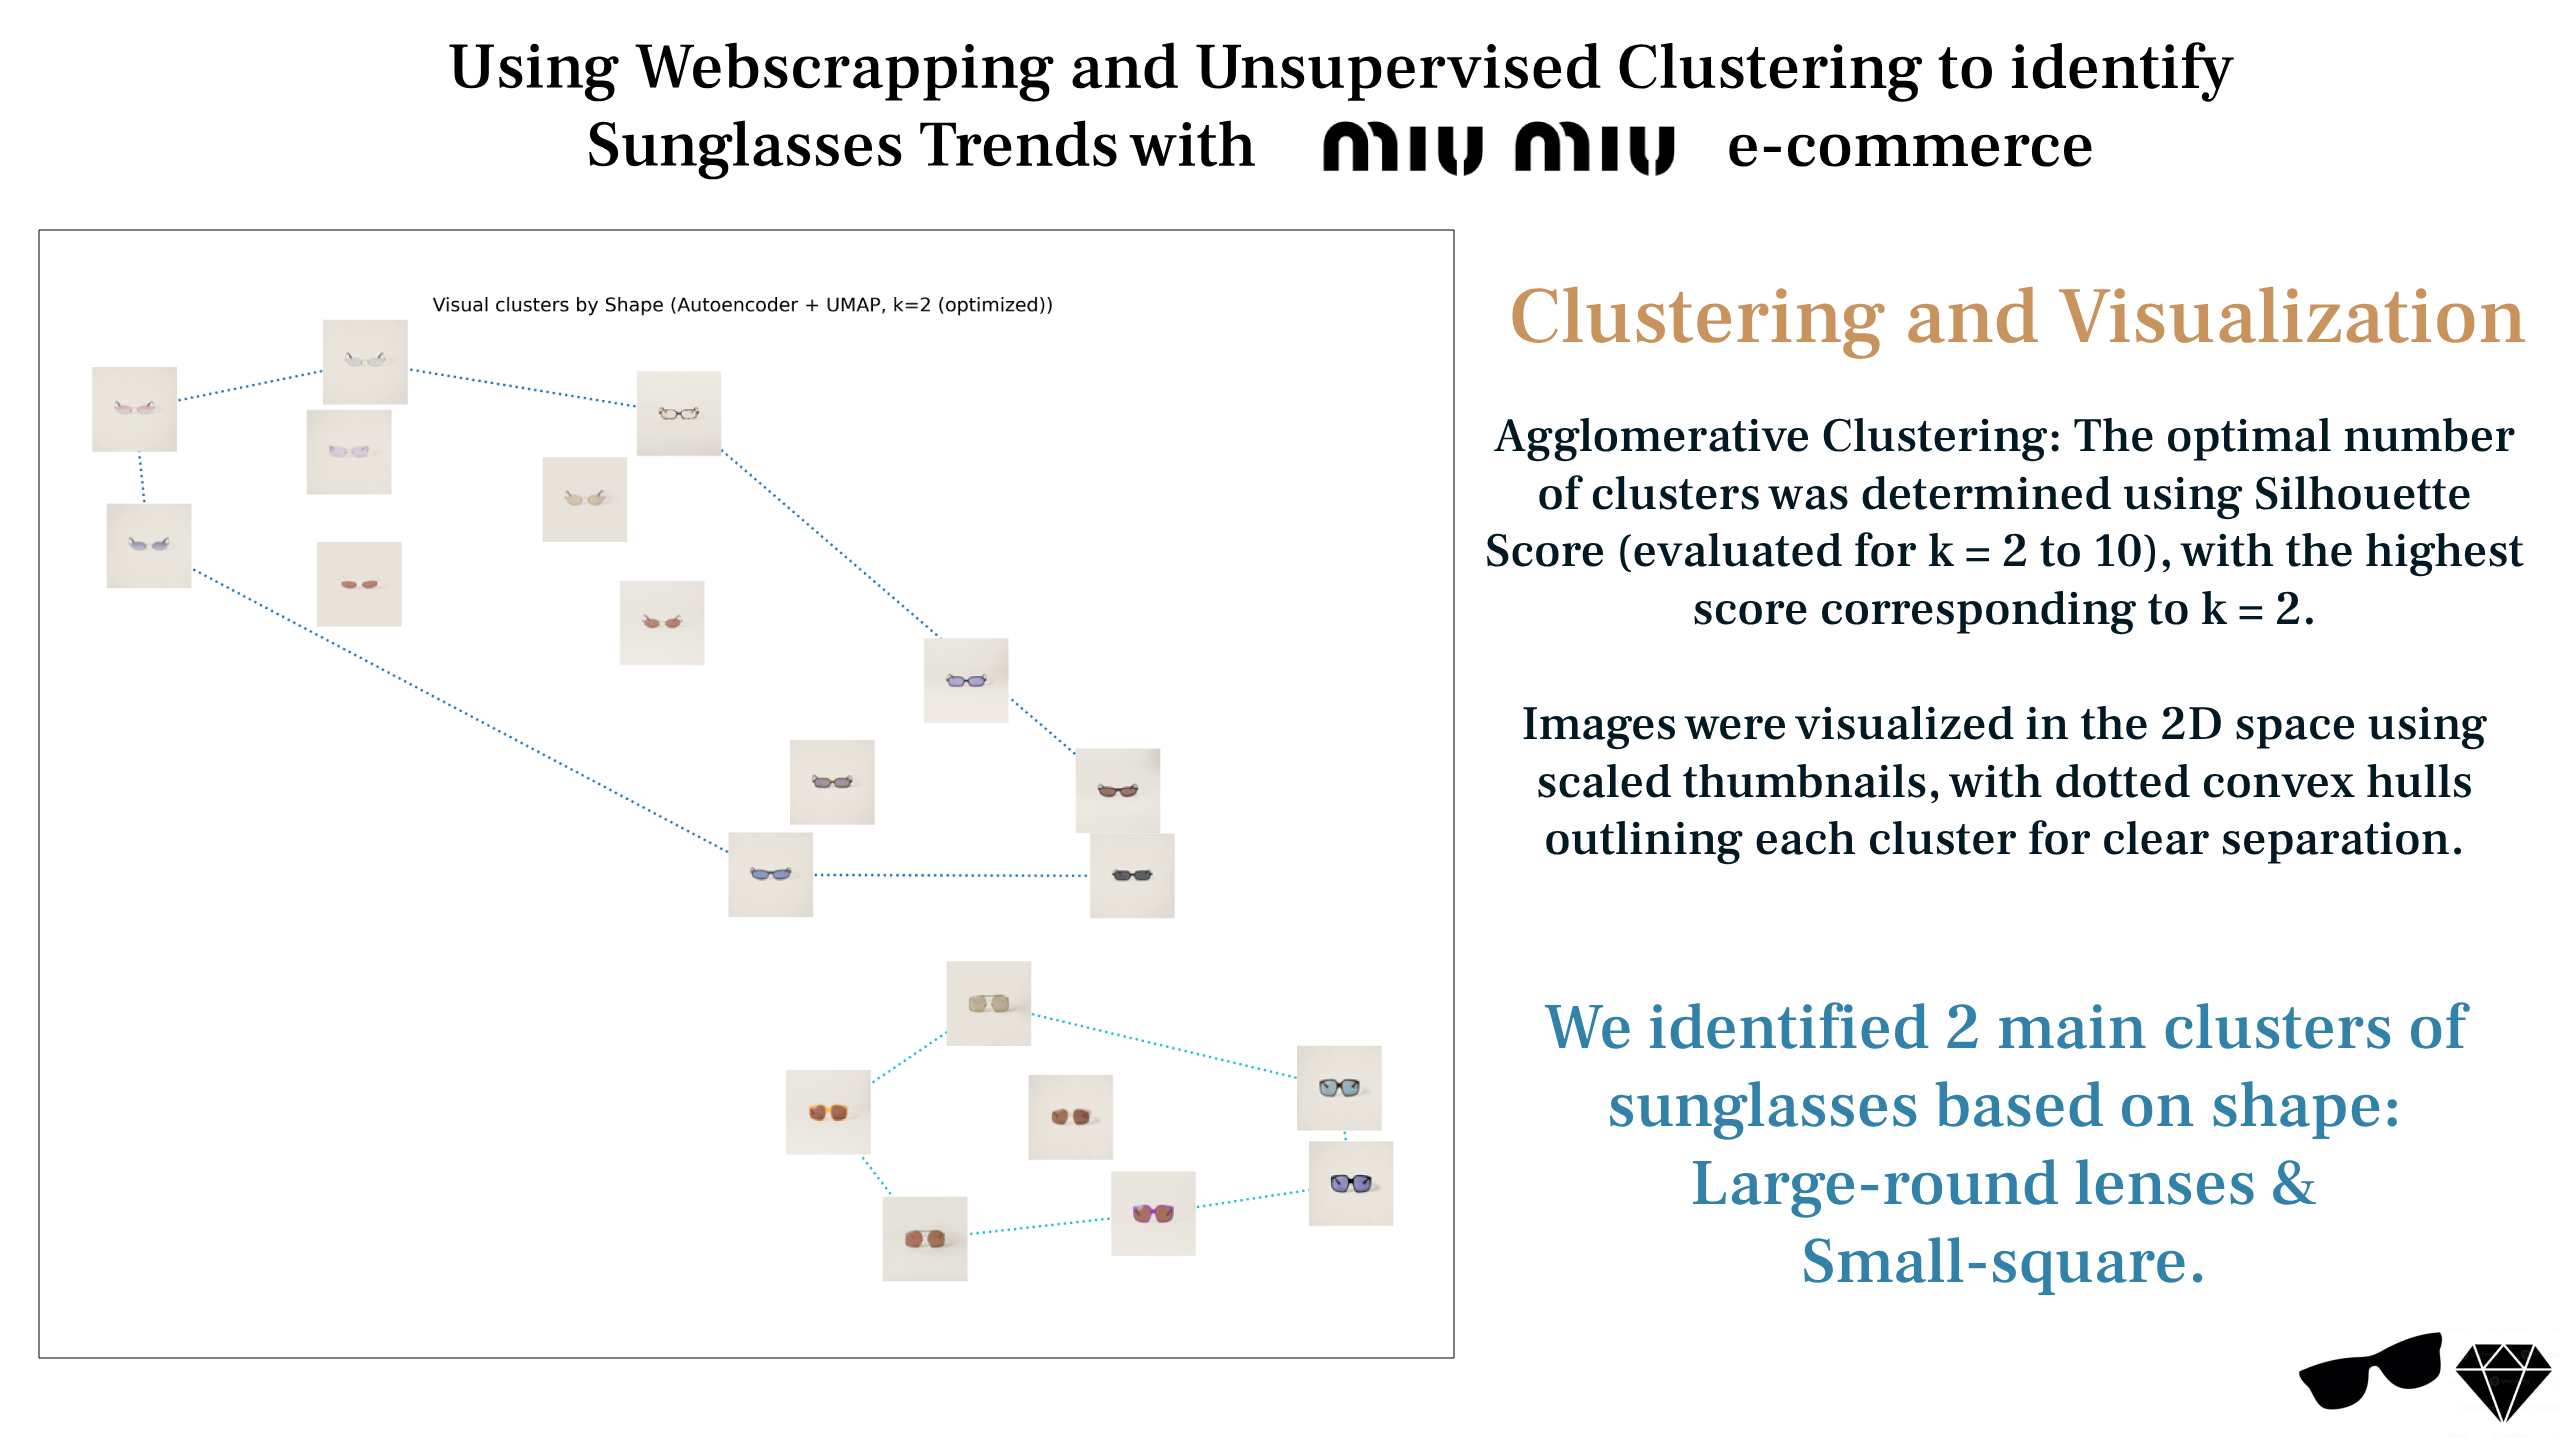 Using Webscrapping and Unsupervised Clustering to identify
Sunglasses Trends with miu miu e-commerce
Visual clusters by Shape (Autoencoder + UMAP, k=2 (optimized))
Clustering and Visualization
Agglomerative Clustering: The optimal number
of clusters was determined using Silhouette
Score (evaluated for k = 2 to 10), with the highest
score corresponding to k = 2.
Images were visualized in the 2D space using
scaled thumbnails, with dotted convex hulls
outlining each cluster for clear separation.
We identified 2 main clusters of
sunglasses based on shape:
Large-round lenses &
Small-square.